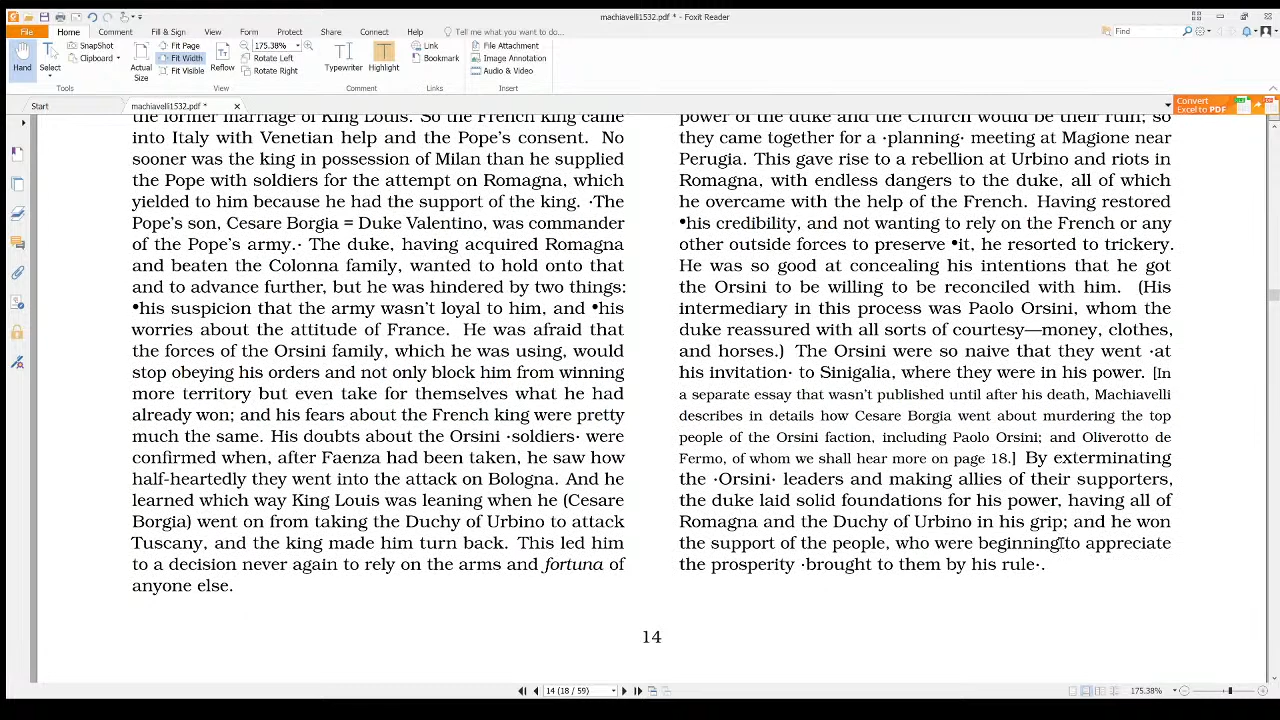 machiavelli1532.pdf * - Foxit Reader
File Home Comment Fill & Sign View Form Protect Share Connect Help Tell me what you want to do... Find
Hand
Select
SnapShot
Clipboard
Tools
Actual Size
Fit Page
Fit Width
Fit Visible
Reflow
175.38%
Rotate Left
Rotate Right
View
Typewriter
Highlight
Comment
Link
Bookmark
Links
File Attachment
Image Annotation
Audio & Video
Insert
Start
machiavelli1532.pdf *
Convert
Excel to PDF
the former marriage of King Louis. So the French king came
into Italy with Venetian help and the Pope's consent. No
sooner was the king in possession of Milan than he supplied
the Pope with soldiers for the attempt on Romagna, which
yielded to him because he had the support of the king. ·The
Pope's son, Cesare Borgia = Duke Valentino, was commander
of the Pope's army.· The duke, having acquired Romagna
and beaten the Colonna family, wanted to hold onto that
and to advance further, but he was hindered by two things:
•his suspicion that the army wasn't loyal to him, and •his
worries about the attitude of France. He was afraid that
the forces of the Orsini family, which he was using, would
stop obeying his orders and not only block him from winning
more territory but even take for themselves what he had
already won; and his fears about the French king were pretty
much the same. His doubts about the Orsini ·soldiers· were
confirmed when, after Faenza had been taken, he saw how
half-heartedly they went into the attack on Bologna. And he
learned which way King Louis was leaning when he (Cesare
Borgia) went on from taking the Duchy of Urbino to attack
Tuscany, and the king made him turn back. This led him
to a decision never again to rely on the arms and fortuna of
anyone else.
power of the duke and the Church would be their ruin; so
they came together for a ·planning· meeting at Magione near
Perugia. This gave rise to a rebellion at Urbino and riots in
Romagna, with endless dangers to the duke, all of which
he overcame with the help of the French. Having restored
•his credibility, and not wanting to rely on the French or any
other outside forces to preserve •it, he resorted to trickery.
He was so good at concealing his intentions that he got
the Orsini to be willing to be reconciled with him. (His
intermediary in this process was Paolo Orsini, whom the
duke reassured with all sorts of courtesy—money, clothes,
and horses.) The Orsini were so naive that they went ·at
his invitation· to Sinigalia, where they were in his power. [In
a separate essay that wasn't published until after his death, Machiavelli
describes in details how Cesare Borgia went about murdering the top
people of the Orsini faction, including Paolo Orsini; and Oliverotto de
Fermo, of whom we shall hear more on page 18.] By exterminating
the ·Orsini· leaders and making allies of their supporters,
the duke laid solid foundations for his power, having all of
Romagna and the Duchy of Urbino in his grip; and he won
the support of the people, who were beginning to appreciate
the prosperity ·brought to them by his rule·.
14
14 (18 / 59)
175.38%